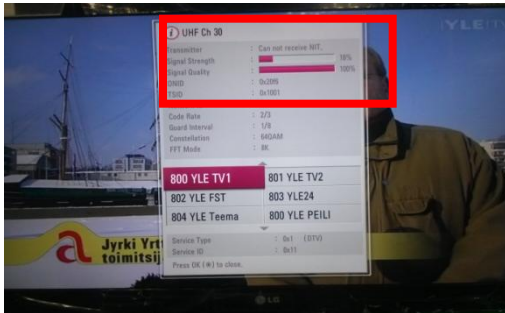 YLE
UHF Ch 30
Transmitter : Can not receive NIT.
Signal Strength : 18%
Signal Quality : 100%
ONID : 0x20f6
TSID : 0x1001
Code Rate : 2/3
Guard Interval : 1/8
Constellation : 64QAM
FFT Mode : 8K
800 YLE TV1 801 YLE TV2
802 YLE FST 803 YLE24
804 YLE Teema 800 YLE PEILI
Jyrki Yrt
toimitsij
Service Type : 0x1 (DTV)
Service ID : 0x11
Press OK (⁕) to close.
LG